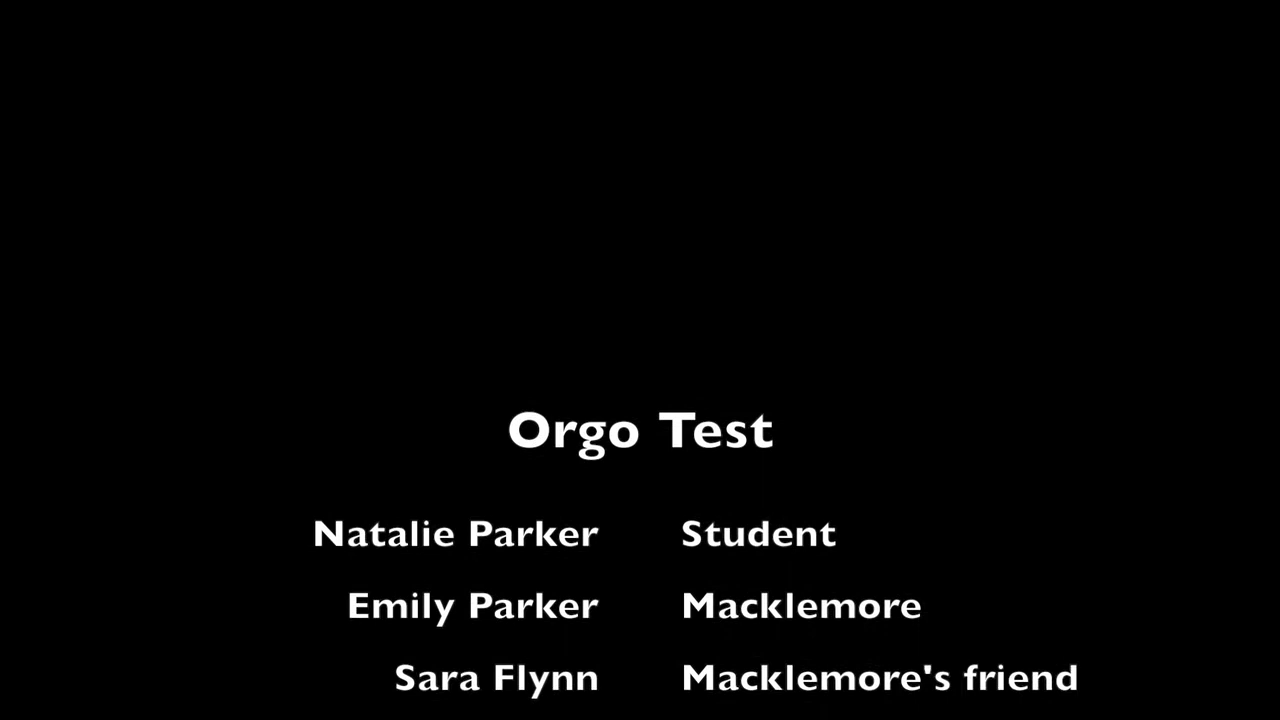 Orgo Test
Natalie Parker Student
Emily Parker Macklemore
Sara Flynn Macklemore's friend